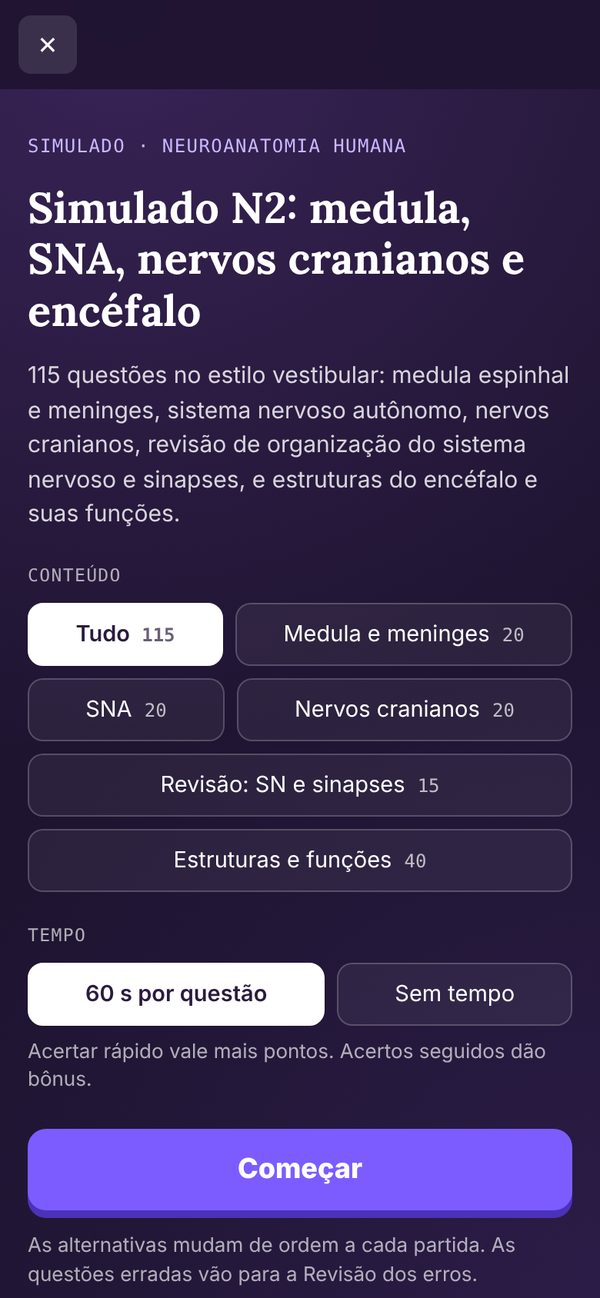 ×
SIMULADO · NEUROANATOMIA HUMANA
Simulado N2: medula,
SNA, nervos cranianos e
encéfalo
115 questões no estilo vestibular: medula espinhal
e meninges, sistema nervoso autônomo, nervos
cranianos, revisão de organização do sistema
nervoso e sinapses, e estruturas do encéfalo e
suas funções.
CONTEÚDO
Tudo 115
Medula e meninges 20
SNA 20
Nervos cranianos 20
Revisão: SN e sinapses 15
Estruturas e funções 40
TEMPO
60 s por questão
Sem tempo
Acertar rápido vale mais pontos. Acertos seguidos dão
bônus.
Começar
As alternativas mudam de ordem a cada partida. As
questões erradas vão para a Revisão dos erros.